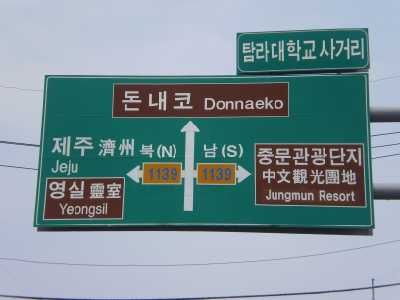 탐라대학교사거리
돈내코 Donnaeko
제주 濟州 북(N)
Jeju
1139
영실 靈室
Yeongsil
남(S)
1139
중문관광단지
中文觀光團地
Jungmun Resort